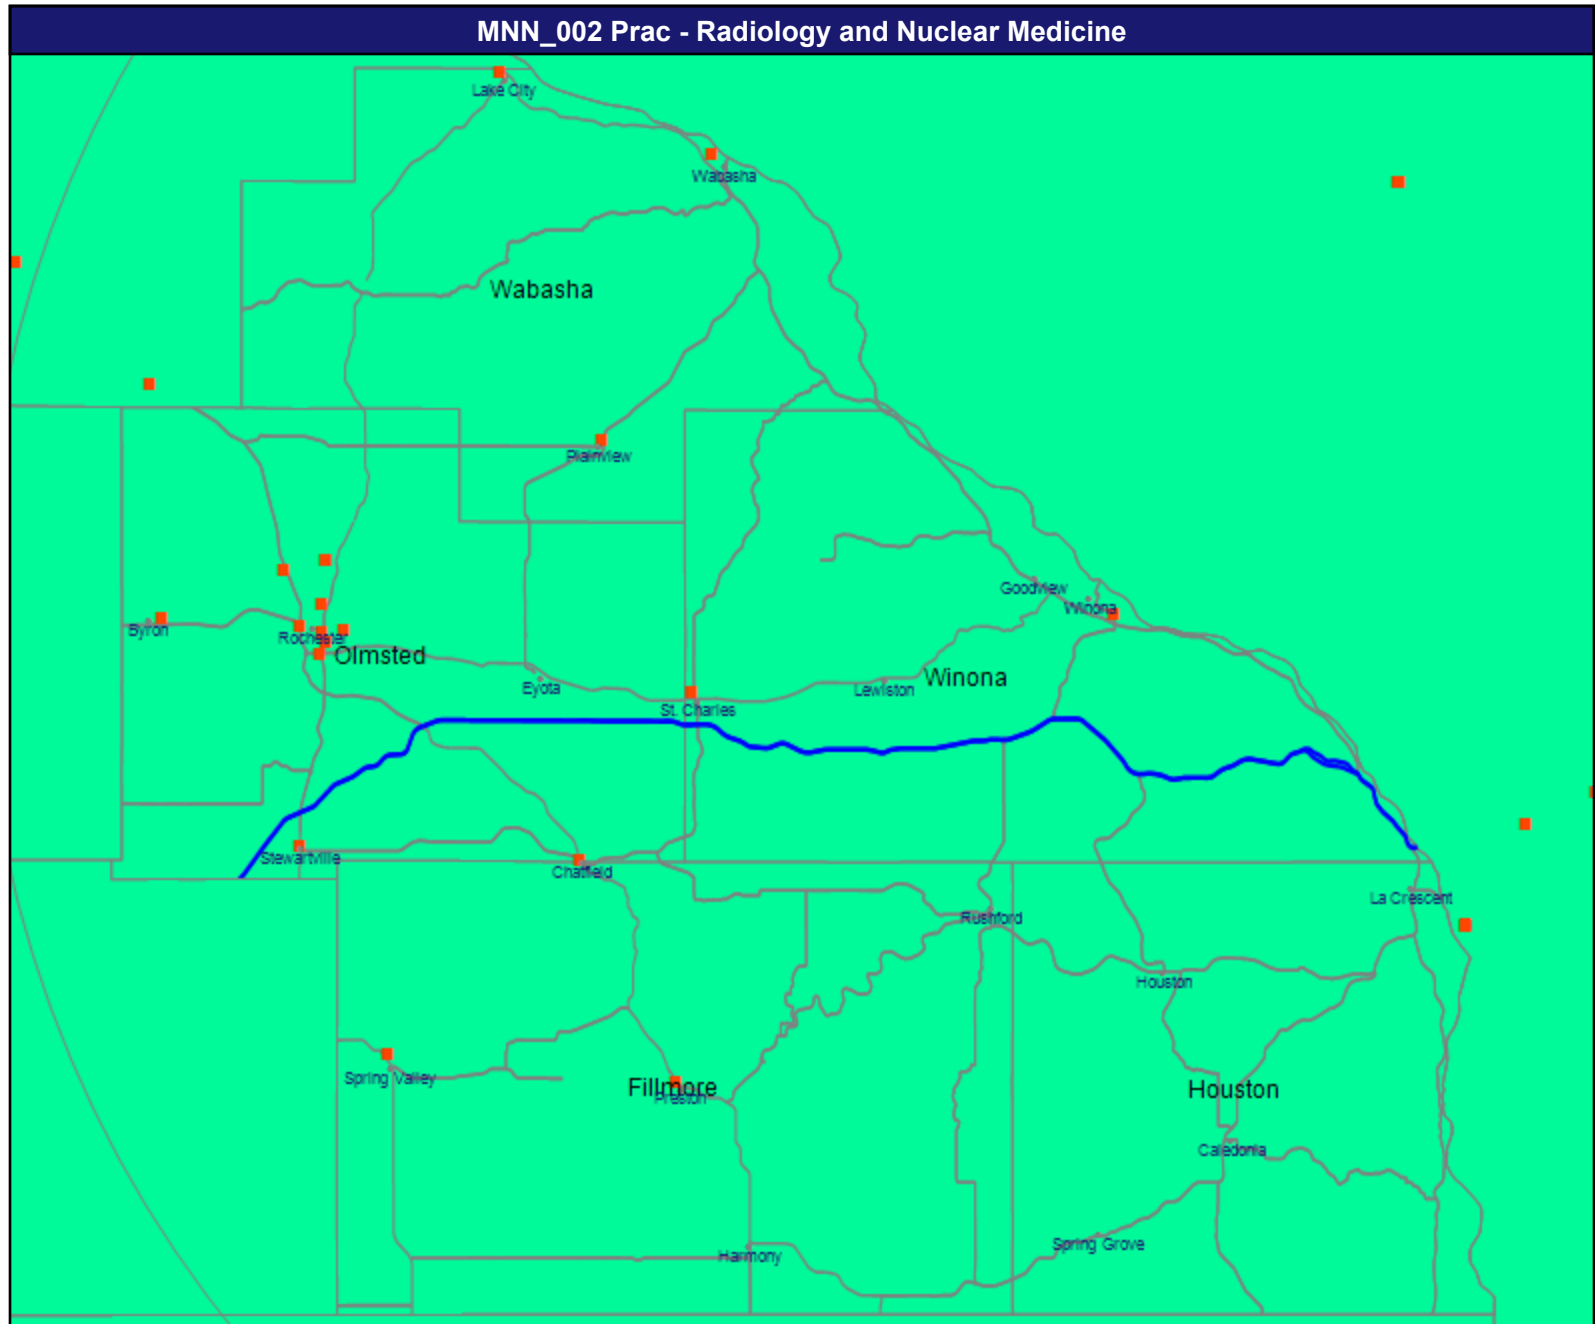 MNN_002 Prac - Radiology and Nuclear Medicine
Lake City
Wabasha
Wabasha
Plainview
Goodview
Winona
Byron
Rochester
Olmsted
Winona
Eyota
Lewiston
St. Charles
Stewartville
Chatfield
La Crescent
Rushford
Houston
Spring Valley
Fillmore
Houston
Preston
Caledonia
Spring Grove
Harmony